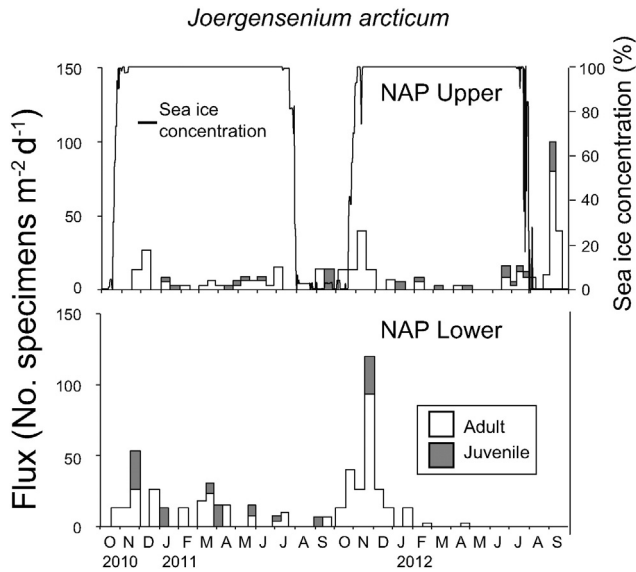 Joergensenium arcticum
150
100
50
0
100
80
60
40
20
0
NAP Upper
Sea ice
concentration
Flux (No. specimens m-2 d-1)
Sea ice concentration (%)
NAP Lower
150
100
50
0
Adult
Juvenile
O N D J F M A M J J S O N D J F M A M J J A S
2010 2011 2012